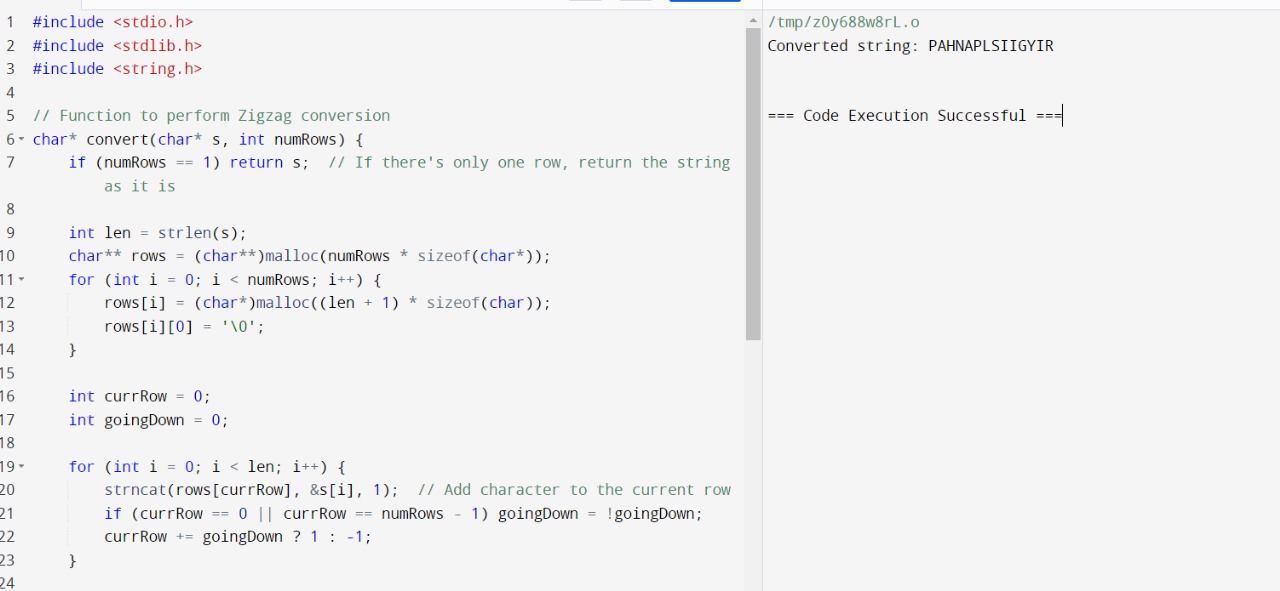 1 #include <stdio.h>
2 #include <stdlib.h>
3 #include <string.h>
4
5 // Function to perform Zigzag conversion
6 char* convert(char* s, int numRows) {
7     if (numRows == 1) return s;  // If there's only one row, return the string
        as it is
8
9     int len = strlen(s);
10     char** rows = (char**)malloc(numRows * sizeof(char*));
11     for (int i = 0; i < numRows; i++) {
12         rows[i] = (char*)malloc((len + 1) * sizeof(char));
13         rows[i][0] = '\0';
14     }
15
16     int currRow = 0;
17     int goingDown = 0;
18
19     for (int i = 0; i < len; i++) {
20         strncat(rows[currRow], &s[i], 1);  // Add character to the current row
21         if (currRow == 0 || currRow == numRows - 1) goingDown = !goingDown;
22         currRow += goingDown ? 1 : -1;
23     }
24
/tmp/z0y688w8rL.o
Converted string: PAHNAPLSIIGYIR
=== Code Execution Successful ===